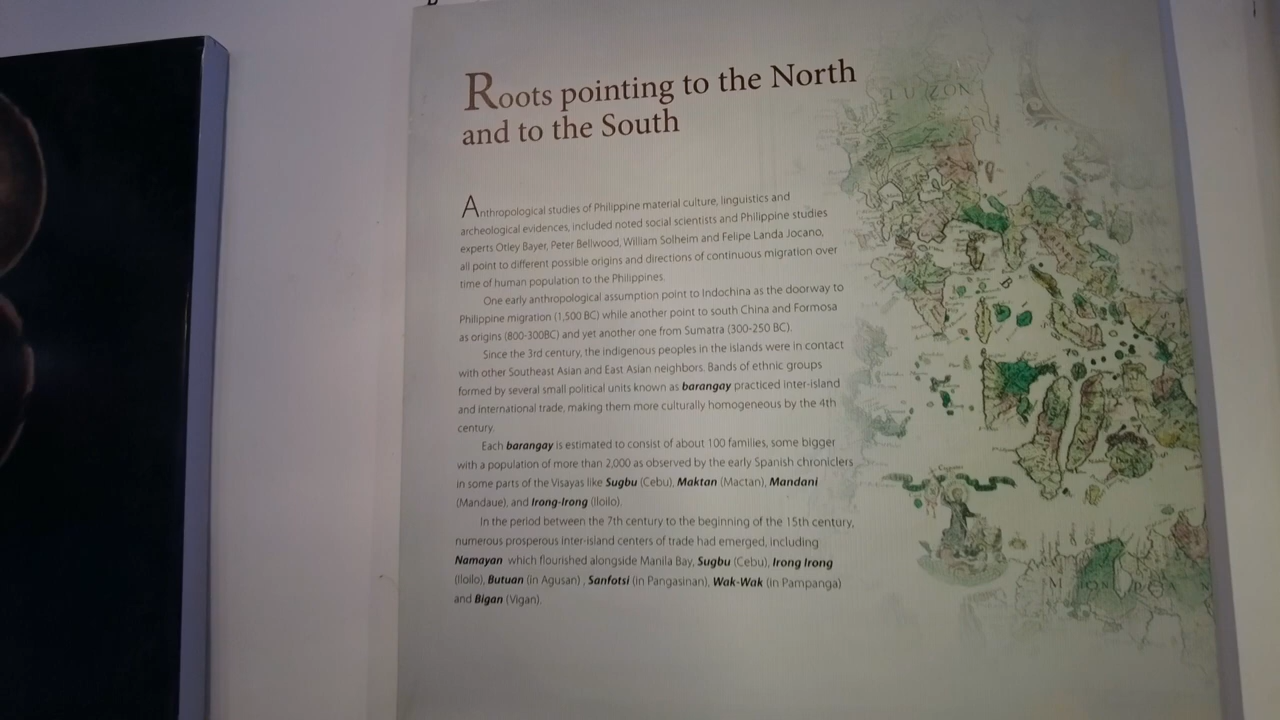 Roots pointing to the North
and to the South
LUZON
Anthropological studies of Philippine material culture, linguistics and
archeological evidences, included noted social scientists and Philippine studies
experts Otley Bayer, Peter Bellwood, William Solheim and Felipe Landa Jocano,
all point to different possible origins and directions of continuous migration over
time of human population to the Philippines.
One early anthropological assumption point to Indochina as the doorway to
Philippine migration (1,500 BC) while another point to south China and Formosa
as origins (800-300BC) and yet another one from Sumatra (300-250 BC).
Since the 3rd century, the indigenous peoples in the islands were in contact
with other Southeast Asian and East Asian neighbors. Bands of ethnic groups
formed by several small political units known as barangay practiced inter-island
and international trade, making them more culturally homogeneous by the 4th
century.
Each barangay is estimated to consist of about 100 families, some bigger
with a population of more than 2,000 as observed by the early Spanish chroniclers
in some parts of the Visayas like Sugbu (Cebu), Maktan (Mactan), Mandani
(Mandaue), and Irong-Irong (Iloilo).
In the period between the 7th century to the beginning of the 15th century,
numerous prosperous inter-island centers of trade had emerged, including
Namayan which flourished alongside Manila Bay, Sugbu (Cebu), Irong Irong
(Iloilo), Butuan (in Agusan) , Sanfotsi (in Pangasinan), Wak-Wak (in Pampanga)
and Bigan (Vigan).